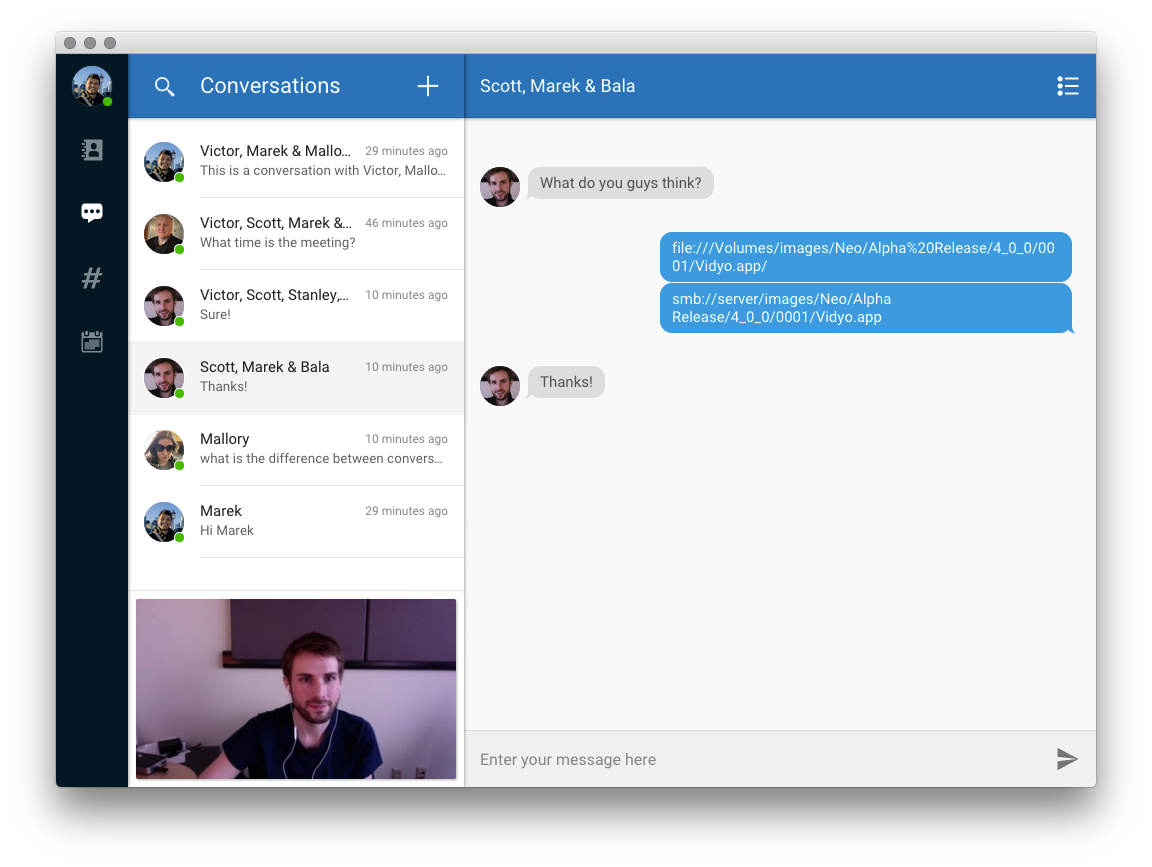 Conversations
Victor, Marek & Mallo... 29 minutes ago
This is a conversation with Victor, Mallo...
Victor, Scott, Marek &... 46 minutes ago
What time is the meeting?
Victor, Scott, Stanley,... 10 minutes ago
Sure!
Scott, Marek & Bala 10 minutes ago
Thanks!
Mallory 10 minutes ago
what is the difference between convers...
Marek 29 minutes ago
Hi Marek
Scott, Marek & Bala
What do you guys think?
file:///Volumes/images/Neo/Alpha%20Release/4_0_0/00
01/Vidyo.app/
smb://server/images/Neo/Alpha
Release/4_0_0/0001/Vidyo.app
Thanks!
Enter your message here